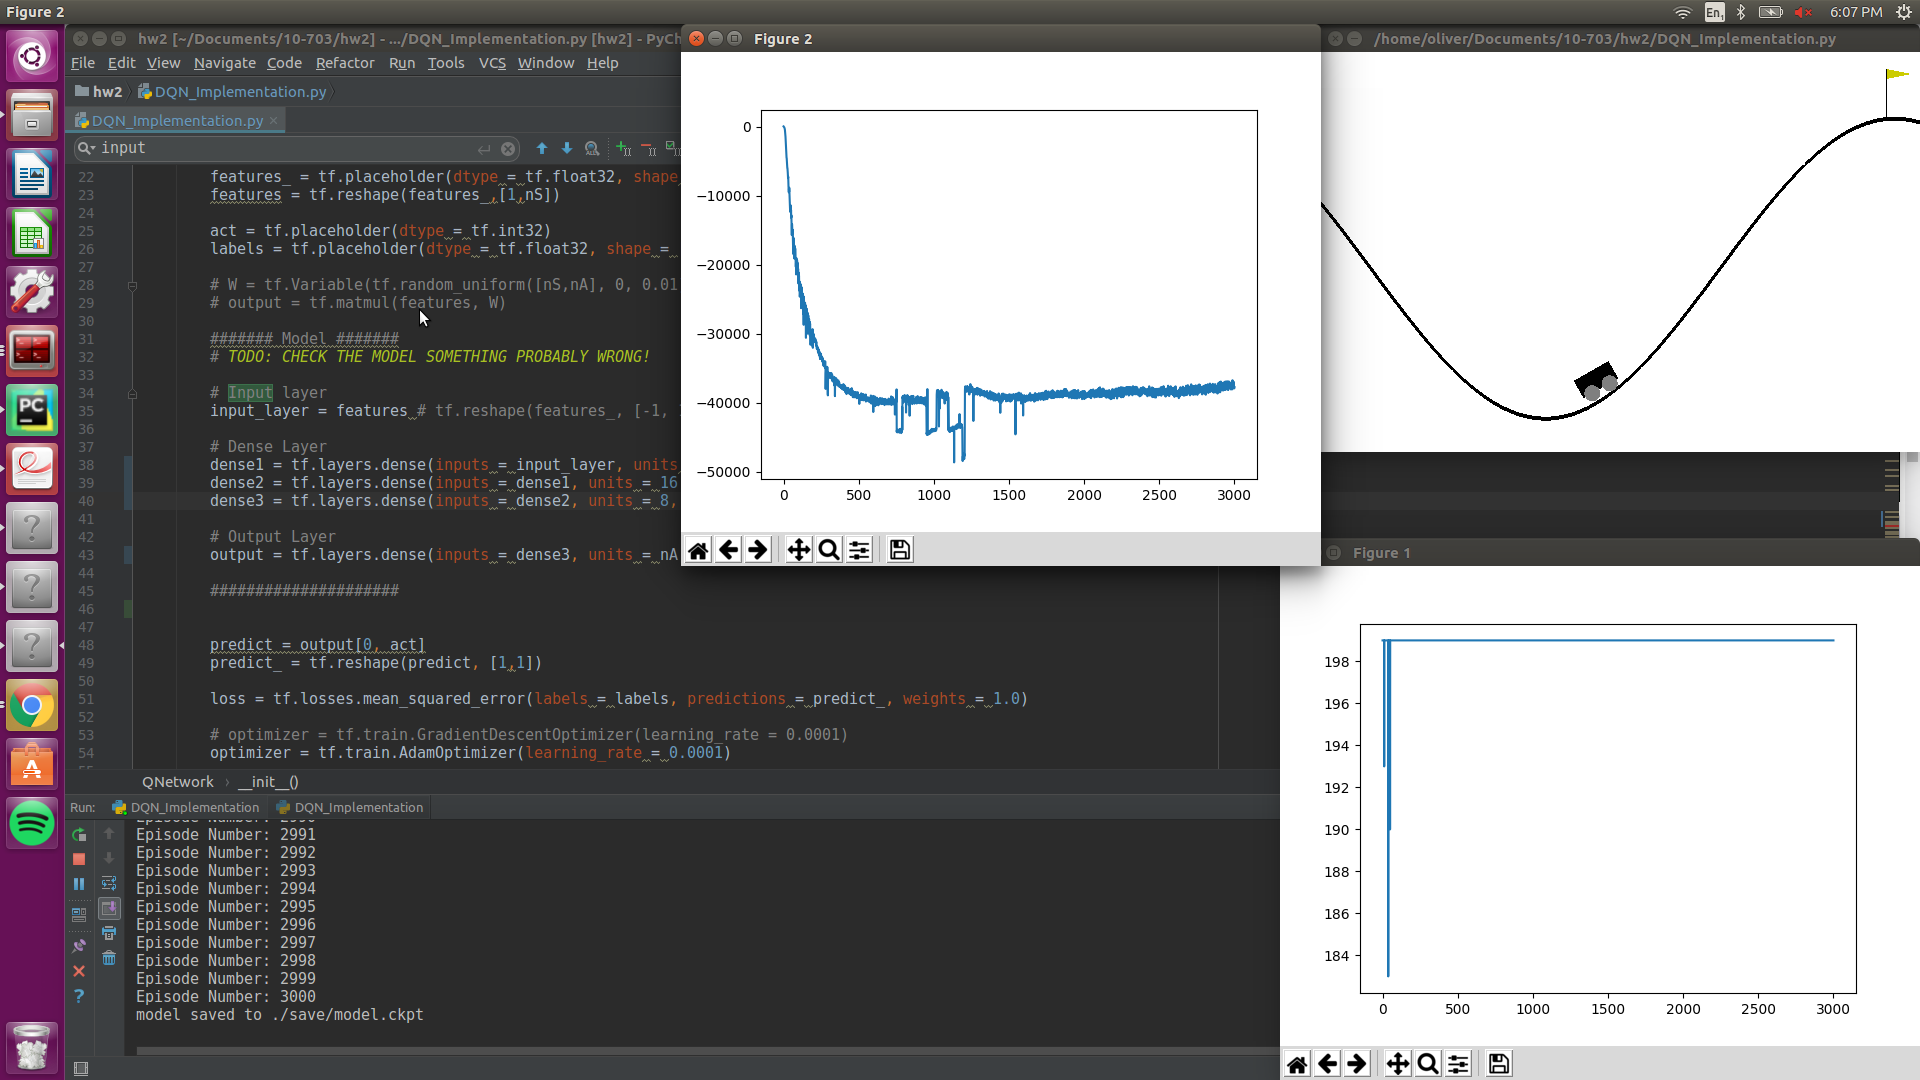 Figure 2
En1
6:07 PM
hw2 [~/Documents/10-703/hw2] - .../DQN_Implementation.py [hw2] - PyCh
File Edit View Navigate Code Refactor Run Tools VCS Window Help
hw2 DQN_Implementation.py
DQN_Implementation.py
input
22 features_ = tf.placeholder(dtype = tf.float32, shape
23 features = tf.reshape(features_,[1,nS])
24
25 act = tf.placeholder(dtype = tf.int32)
26 labels = tf.placeholder(dtype = tf.float32, shape =
27
28 # W = tf.Variable(tf.random_uniform([nS,nA], 0, 0.01
29 # output = tf.matmul(features, W)
30
31 ####### Model #######
32 # TODO: CHECK THE MODEL SOMETHING PROBABLY WRONG!
33
34 # Input layer
35 input_layer = features # tf.reshape(features_, [-1,
36
37 # Dense Layer
38 dense1 = tf.layers.dense(inputs = input_layer, units
39 dense2 = tf.layers.dense(inputs = dense1, units = 16
40 dense3 = tf.layers.dense(inputs = dense2, units = 8,
41
42 # Output Layer
43 output = tf.layers.dense(inputs = dense3, units = nA
44
45 #####################
46
47
48 predict = output[0, act]
49 predict_ = tf.reshape(predict, [1,1])
50
51 loss = tf.losses.mean_squared_error(labels = labels, predictions = predict_, weights = 1.0)
52
53 # optimizer = tf.train.GradientDescentOptimizer(learning_rate = 0.0001)
54 optimizer = tf.train.AdamOptimizer(learning_rate = 0.0001)
QNetwork › __init__()
Run: DQN_Implementation DQN_Implementation
Episode Number: 2991
Episode Number: 2992
Episode Number: 2993
Episode Number: 2994
Episode Number: 2995
Episode Number: 2996
Episode Number: 2997
Episode Number: 2998
Episode Number: 2999
Episode Number: 3000
model saved to ./save/model.ckpt
PC
Figure 2
0
−10000
−20000
−30000
−40000
−50000
0 500 1000 1500 2000 2500 3000
/home/oliver/Documents/10-703/hw2/DQN_Implementation.py
Figure 1
198
196
194
192
190
188
186
184
0 500 1000 1500 2000 2500 3000